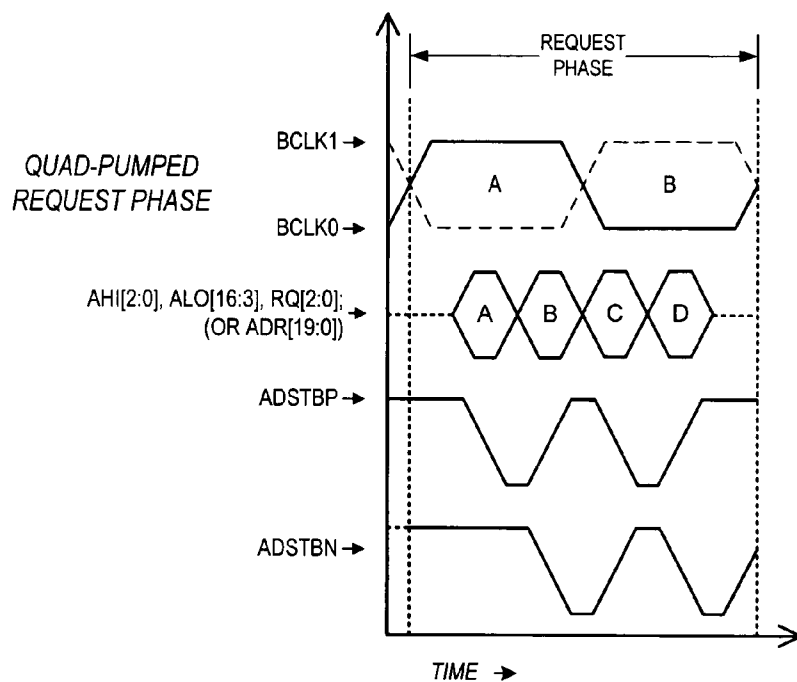 REQUEST
PHASE
QUAD-PUMPED
REQUEST PHASE
BCLK1
A
B
BCLK0
AHI[2:0], ALO[16:3], RQ[2:0];
(OR ADR[19:0])
A B C D
ADSTBP
ADSTBN
TIME